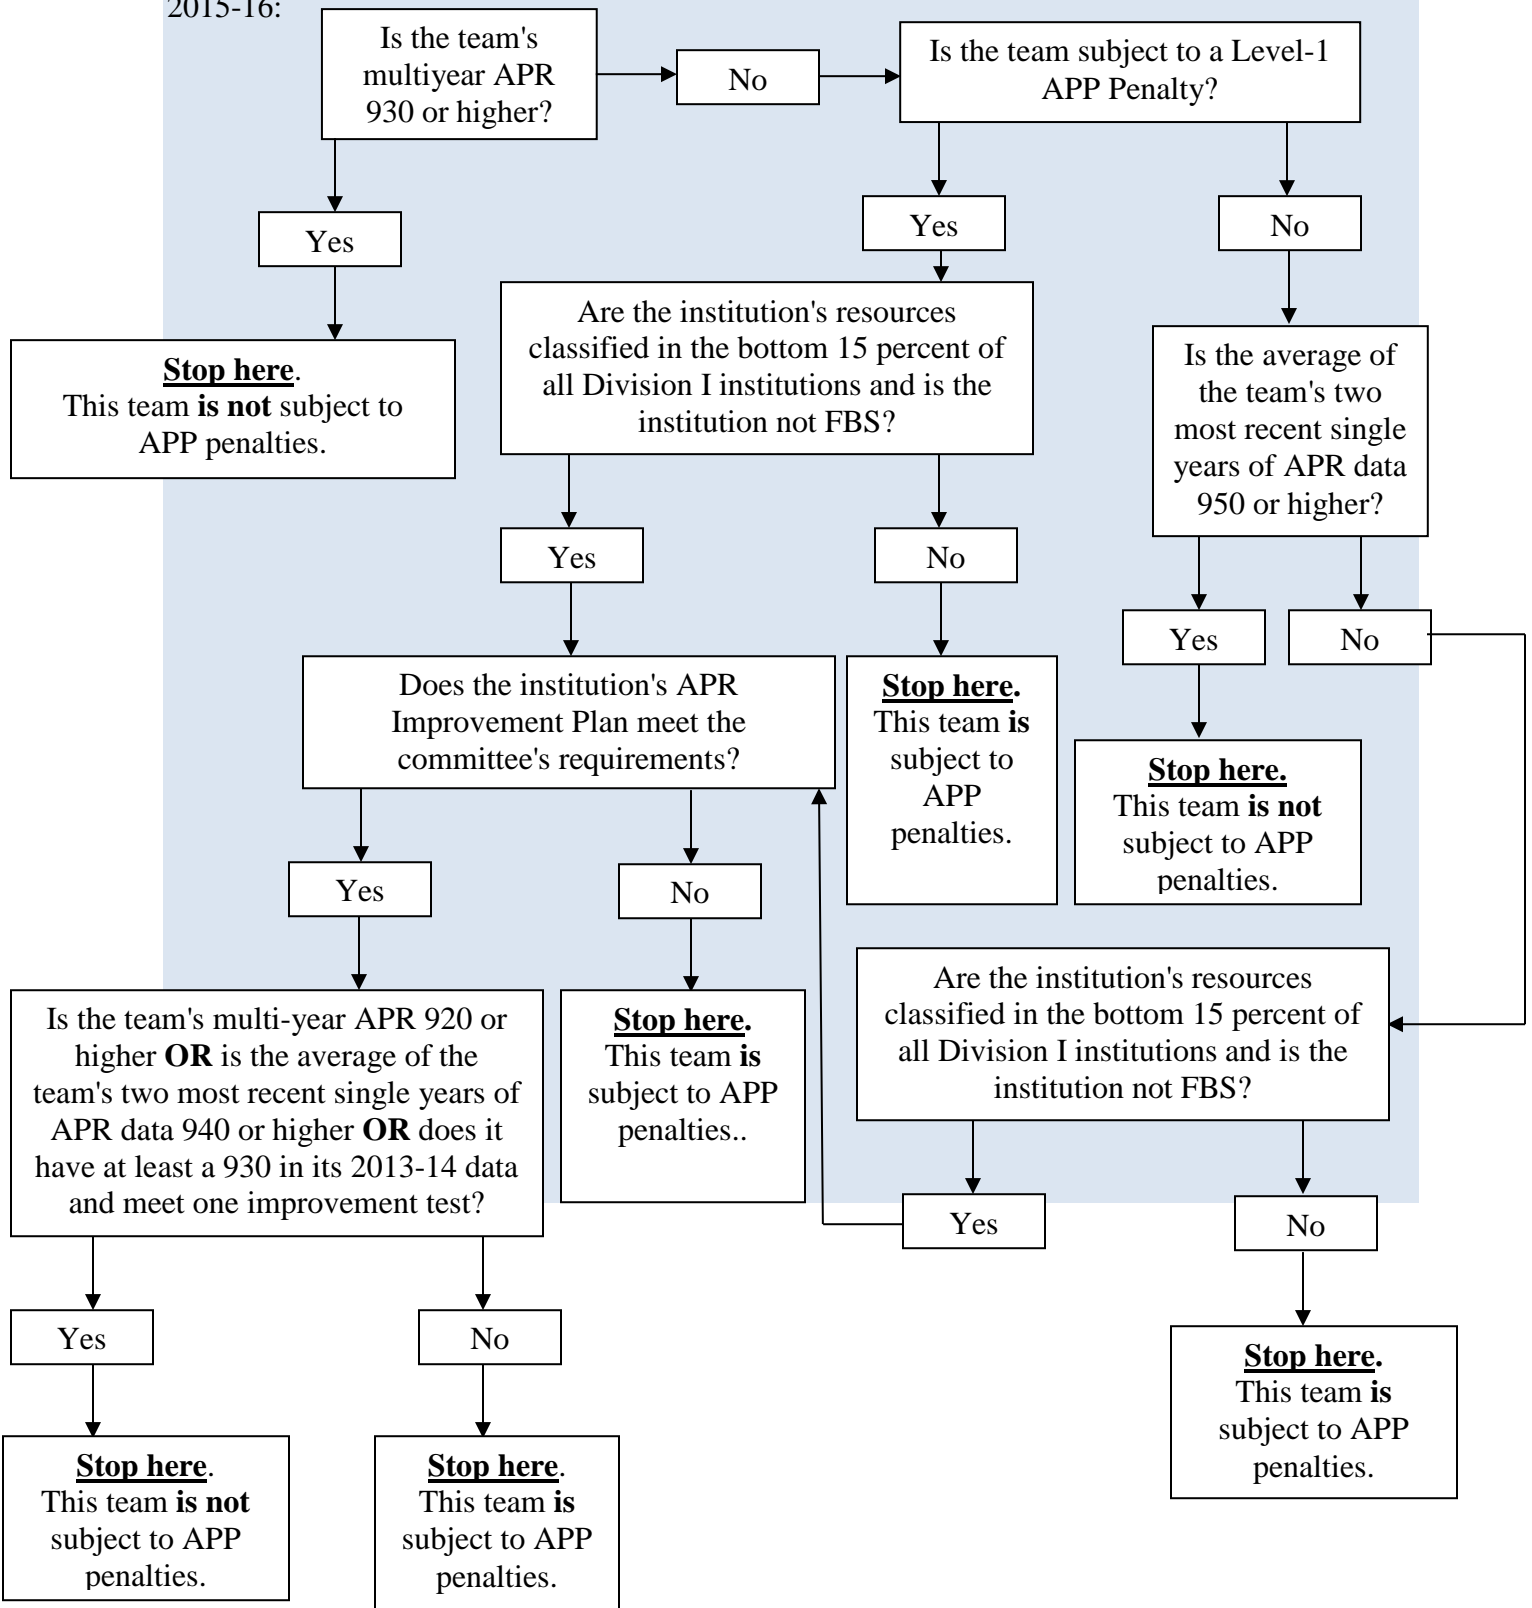 2015-16:
Is the team's
multiyear APR
930 or higher?
No
Is the team subject to a Level-1
APP Penalty?
Yes
Yes
No
Stop here.
This team is not subject to
APP penalties.
Are the institution's resources
classified in the bottom 15 percent of
all Division I institutions and is the
institution not FBS?
Is the average of
the team's two
most recent single
years of APR data
950 or higher?
Yes
No
Yes
No
Does the institution's APR
Improvement Plan meet the
committee's requirements?
Stop here.
This team is
subject to
APP
penalties.
Stop here.
This team is not
subject to APP
penalties.
Yes
No
Is the team's multi-year APR 920 or
higher OR is the average of the
team's two most recent single years of
APR data 940 or higher OR does it
have at least a 930 in its 2013-14 data
and meet one improvement test?
Stop here.
This team is
subject to APP
penalties..
Are the institution's resources
classified in the bottom 15 percent of
all Division I institutions and is the
institution not FBS?
Yes
No
Yes
No
Stop here.
This team is
subject to APP
penalties.
Stop here.
This team is not
subject to APP
penalties.
Stop here.
This team is
subject to APP
penalties.